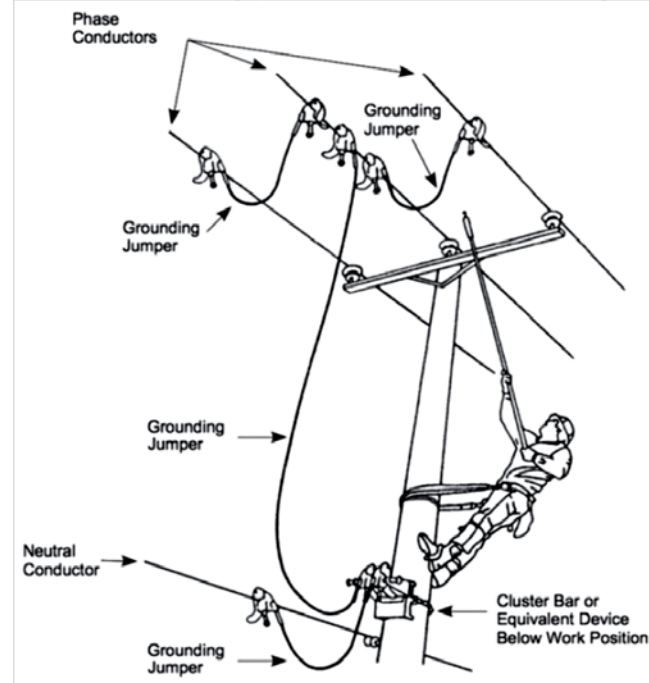 Phase
Conductors
Grounding
Jumper
Grounding
Jumper
Grounding
Jumper
Neutral
Conductor
Cluster Bar or
Equivalent Device
Below Work Position
Grounding
Jumper